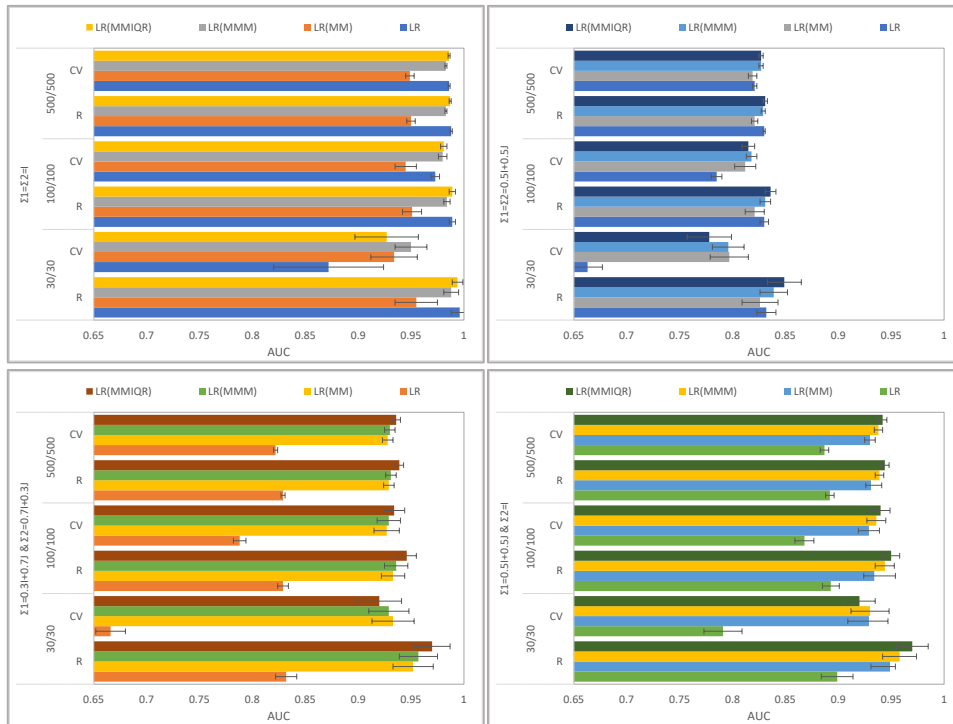 LR(MMIQR) LR(MMM) LR(MM) LR
Σ1=Σ2=I
500/500
CV
R
100/100
CV
R
30/30
CV
R
0.65 0.7 0.75 0.8 0.85 0.9 0.95 1
AUC
LR(MMIQR) LR(MMM) LR(MM) LR
Σ1=Σ2=0.5I+0.5J
500/500
CV
R
100/100
CV
R
30/30
CV
R
0.65 0.7 0.75 0.8 0.85 0.9 0.95 1
AUC
LR(MMIQR) LR(MMM) LR(MM) LR
Σ1=0.3I+0.7J & Σ2=0.7I+0.3J
500/500
CV
R
100/100
CV
R
30/30
CV
R
0.65 0.7 0.75 0.8 0.85 0.9 0.95 1
AUC
LR(MMIQR) LR(MMM) LR(MM) LR
Σ1=0.5I+0.5J & Σ2=I
500/500
CV
R
100/100
CV
R
30/30
CV
R
0.65 0.7 0.75 0.8 0.85 0.9 0.95 1
AUC